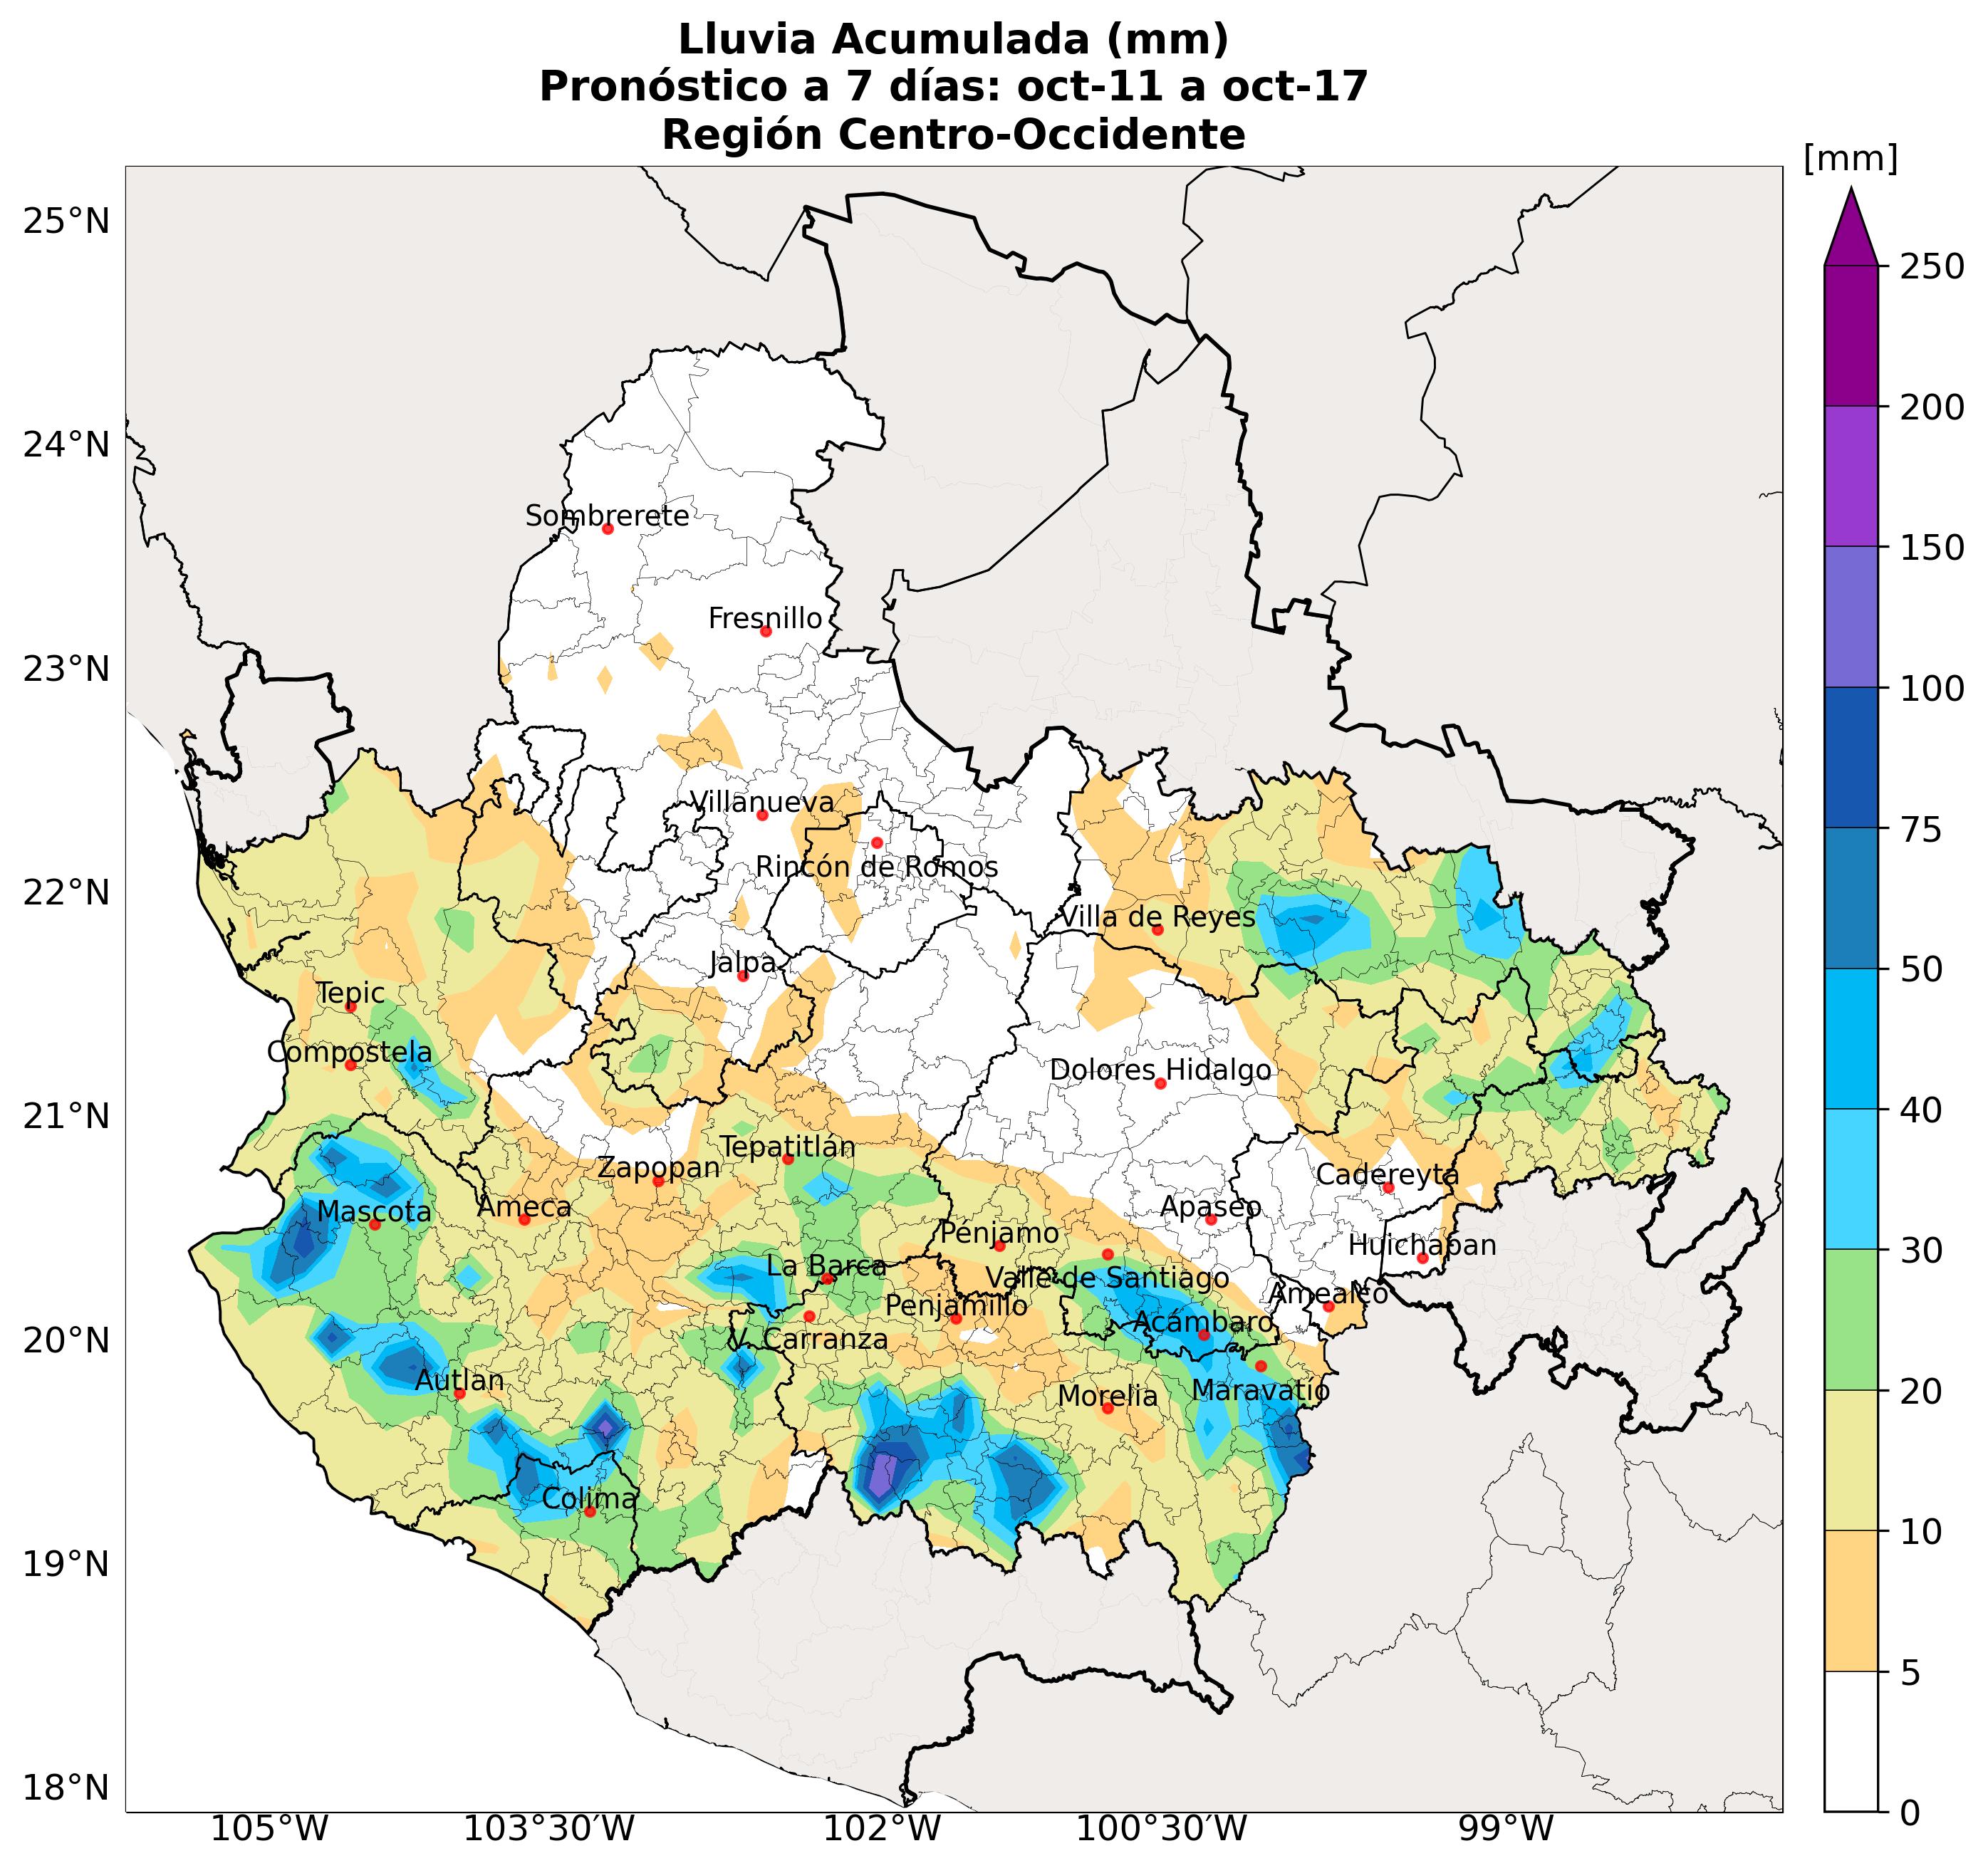 Lluvia Acumulada (mm)
Pronóstico a 7 días: oct-11 a oct-17
Región Centro-Occidente
[mm]
25°N
24°N
23°N
22°N
21°N
20°N
19°N
18°N
Sombrerete
Fresnillo
Villanueva
Rincón de Romos
Villa de Reyes
Jalpa
Tepic
Compostela
Dolores Hidalgo
Tepatitlán
Zapopan
Cadereyta
Mascota
Ameca
Apaseo
Pénjamo
Huichapan
La Barca
Valle de Santiago
Amealco
Penjamillo
Acámbaro
V. Carranza
Autlan
Maravatío
Morelia
Colima
250
200
150
100
75
50
40
30
20
10
5
0
105°W
103°30'W
102°W
100°30'W
99°W